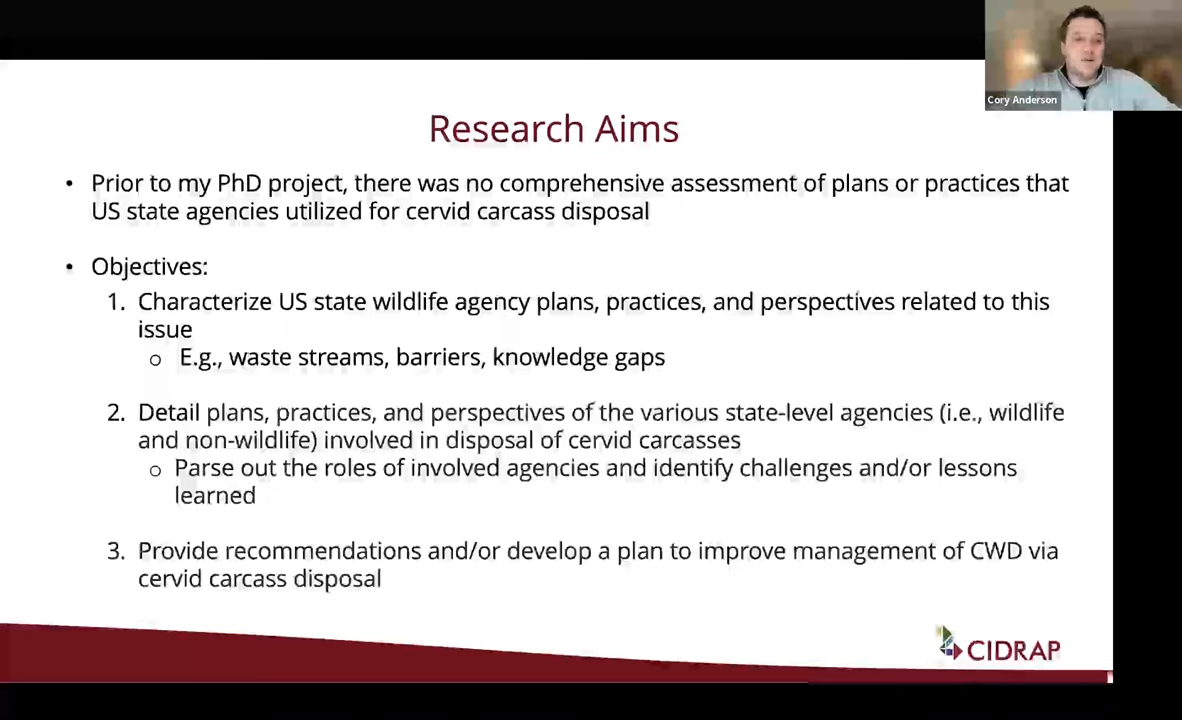 Cory Anderson
Research Aims
• Prior to my PhD project, there was no comprehensive assessment of plans or practices that
US state agencies utilized for cervid carcass disposal
• Objectives:
1. Characterize US state wildlife agency plans, practices, and perspectives related to this
issue
o E.g., waste streams, barriers, knowledge gaps
2. Detail plans, practices, and perspectives of the various state-level agencies (i.e., wildlife
and non-wildlife) involved in disposal of cervid carcasses
o Parse out the roles of involved agencies and identify challenges and/or lessons
learned
3. Provide recommendations and/or develop a plan to improve management of CWD via
cervid carcass disposal
CIDRAP